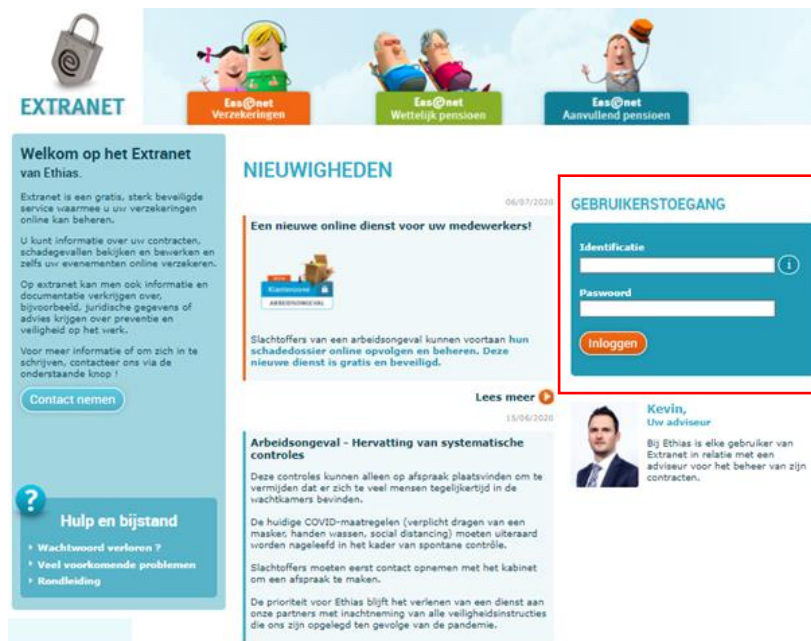 EXTRANET
Eas@net
Verzekeringen
Eas@net
Wettelijk pensioen
Eas@net
Aanvullend pensioen
Welkom op het Extranet
van Ethias.
Extranet is een gratis, sterk beveiligde
service waarmee u uw verzekeringen
online kan beheren.
U kunt informatie over uw contracten,
schadegevallen bekijken en bewerken en
zelfs uw evenementen online verzekeren.
Op extranet kan men ook informatie en
documentatie verkrijgen over,
bijvoorbeeld, juridische gegevens of
advies krijgen over preventie en
veiligheid op het werk.
Voor meer informatie of om zich in te
schrijven, contacteer ons via de
onderstaande knop !
Contact nemen
?
Hulp en bijstand
Wachtwoord verloren ?
Veel voorkomende problemen
Rondleiding
NIEUWIGHEDEN
06/07/2020
Een nieuwe online dienst voor uw medewerkers!
Klantenzone
ARBEIDSONGEVAL
Slachtoffers van een arbeidsongeval kunnen voortaan hun
schadedossier online opvolgen en beheren. Deze
nieuwe dienst is gratis en beveiligd.
Lees meer
15/06/2020
Arbeidsongeval - Hervatting van systematische
controles
Deze controles kunnen alleen op afspraak plaatsvinden om te
vermijden dat er zich te veel mensen tegelijkertijd in de
wachtkamers bevinden.
De huidige COVID-maatregelen (verplicht dragen van een
masker, handen wassen, social distancing) moeten uiteraard
worden nageleefd in het kader van spontane contrôle.
Slachtoffers moeten eerst contact opnemen met het kabinet
om een afspraak te maken.
De prioriteit voor Ethias blijft het verlenen van een dienst aan
onze partners met inachtneming van alle veiligheidsinstructies
die ons zijn opgelegd ten gevolge van de pandemie.
GEBRUIKERSTOEGANG
Identificatie
i
Paswoord
Inloggen
Kevin,
Uw adviseur
Bij Ethias is elke gebruiker van
Extranet in relatie met een
adviseur voor het beheer van zijn
contracten.